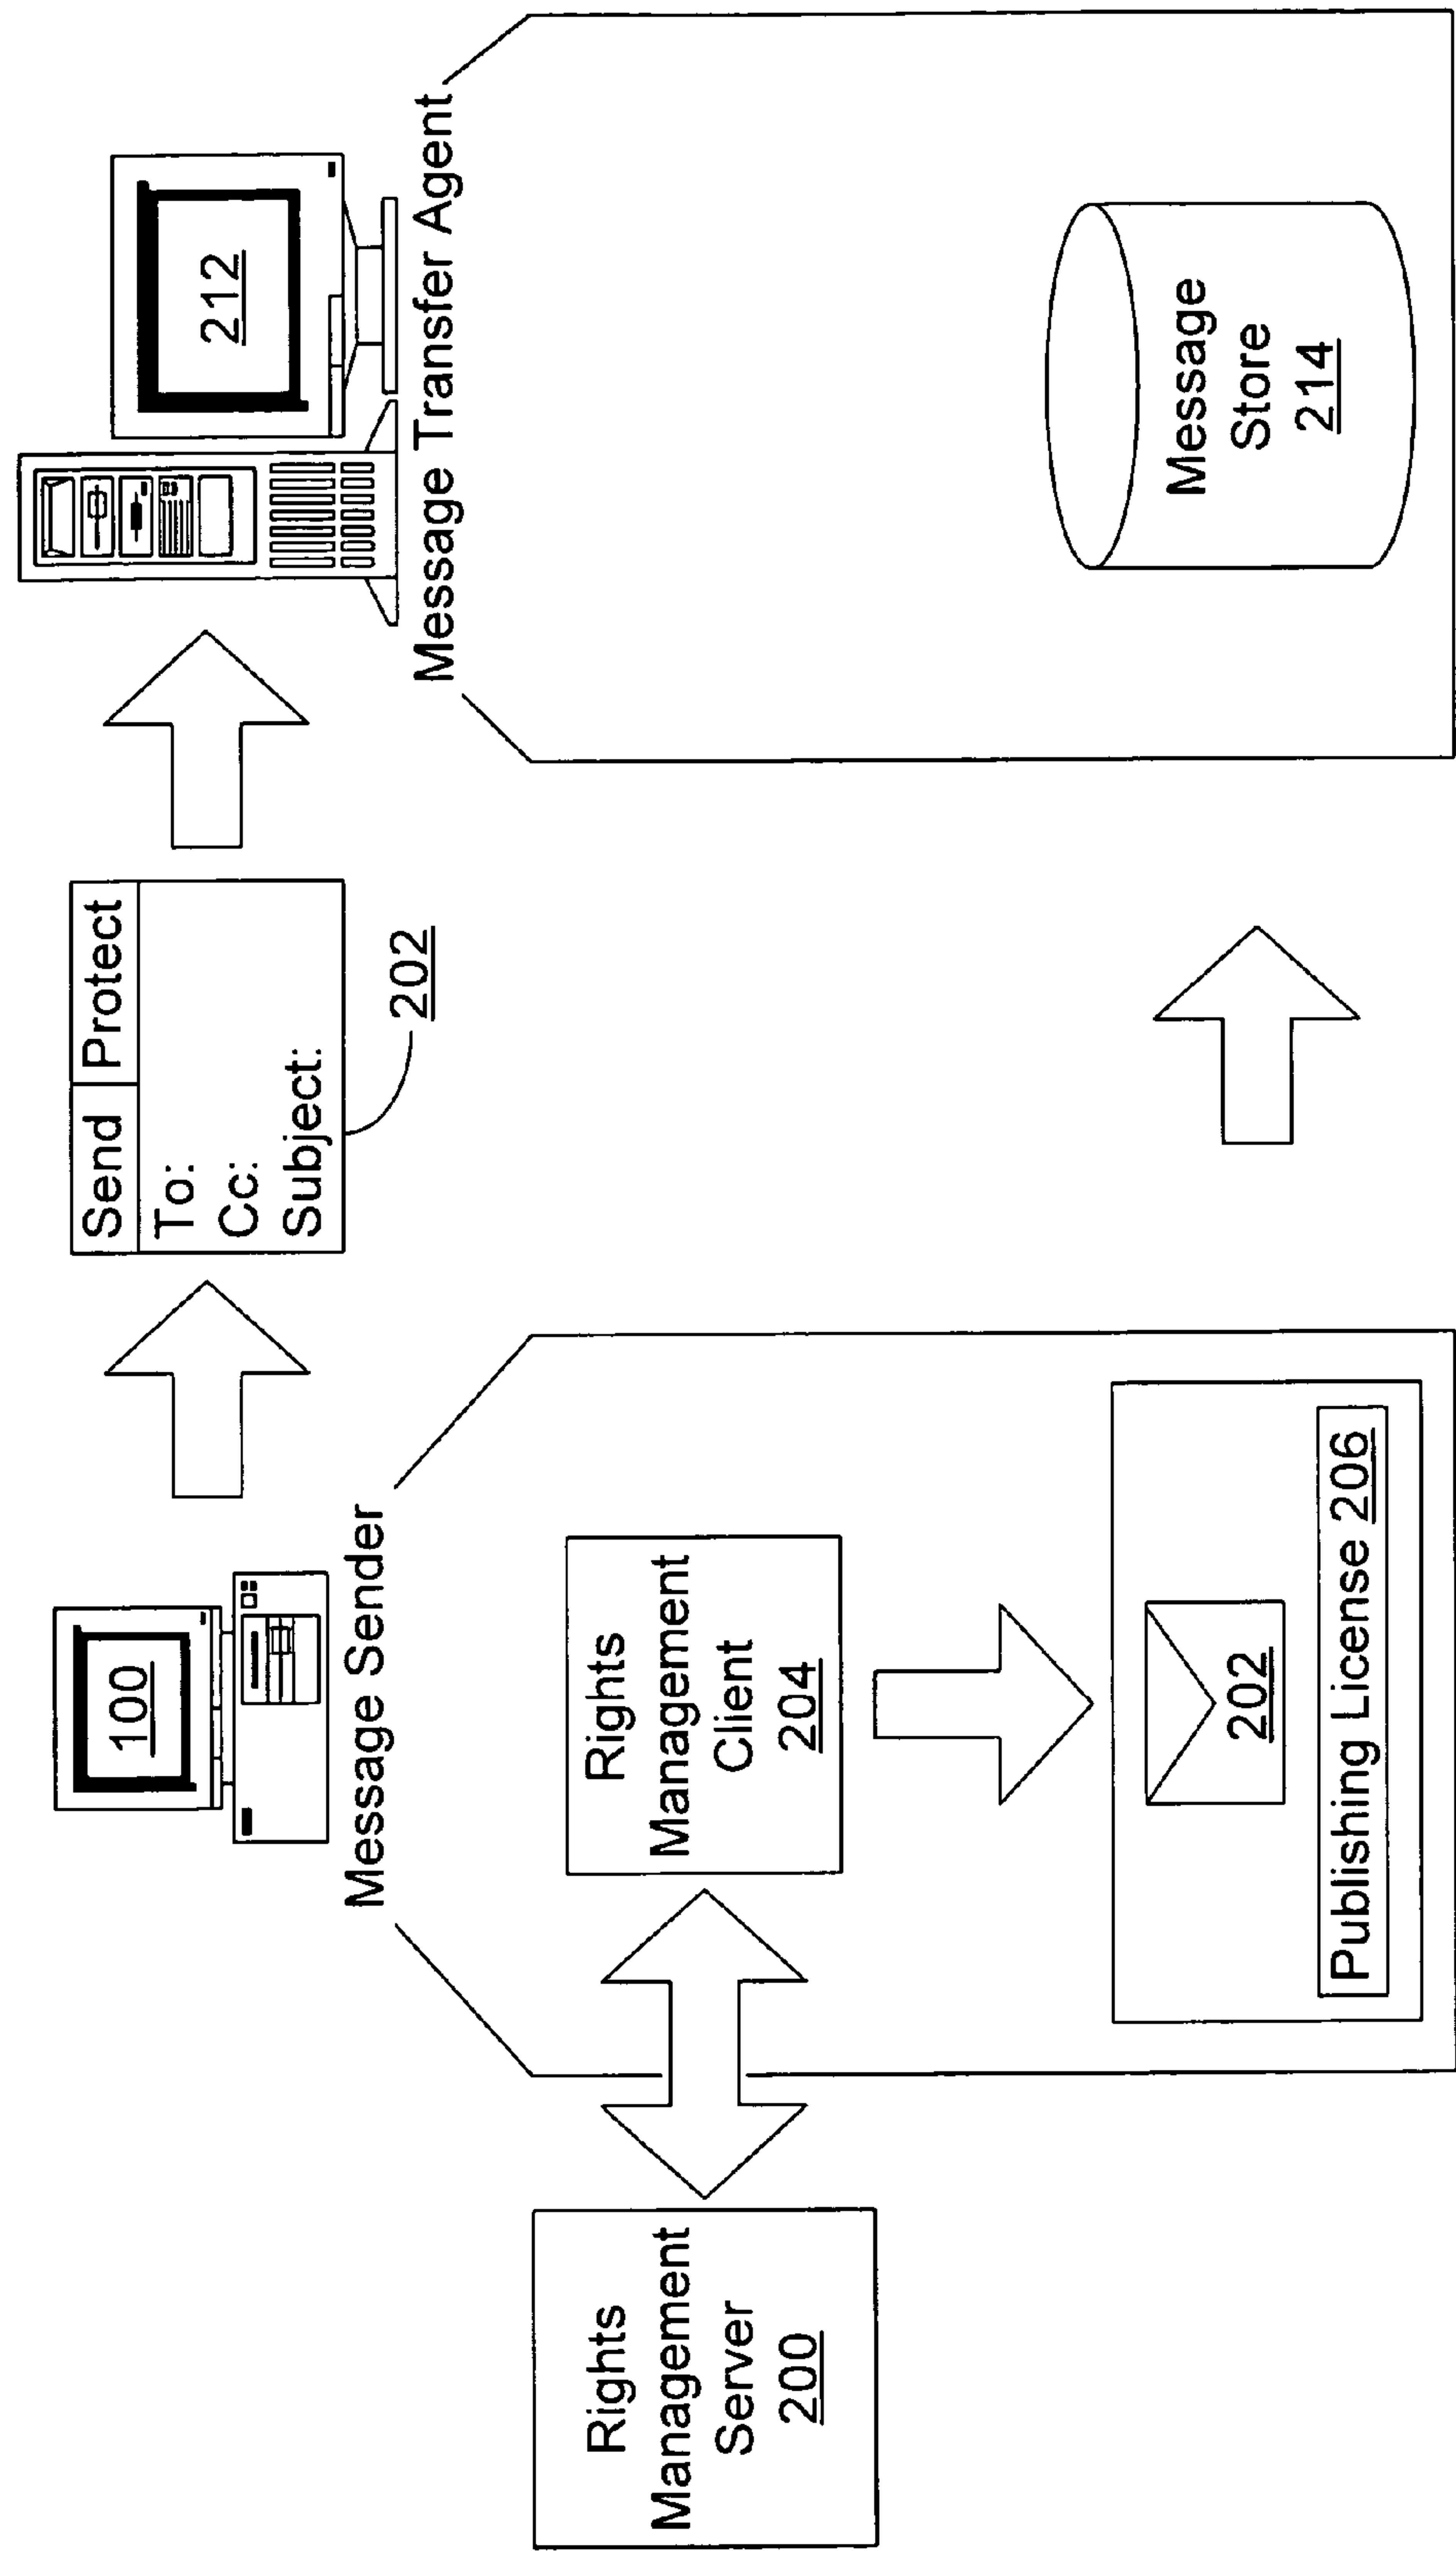 100
Message Sender
Send Protect
To:
Cc:
Subject:
202
212
Message Transfer Agent
Rights
Management
Server
200
Rights
Management
Client
204
202
Publishing License 206
Message
Store
214